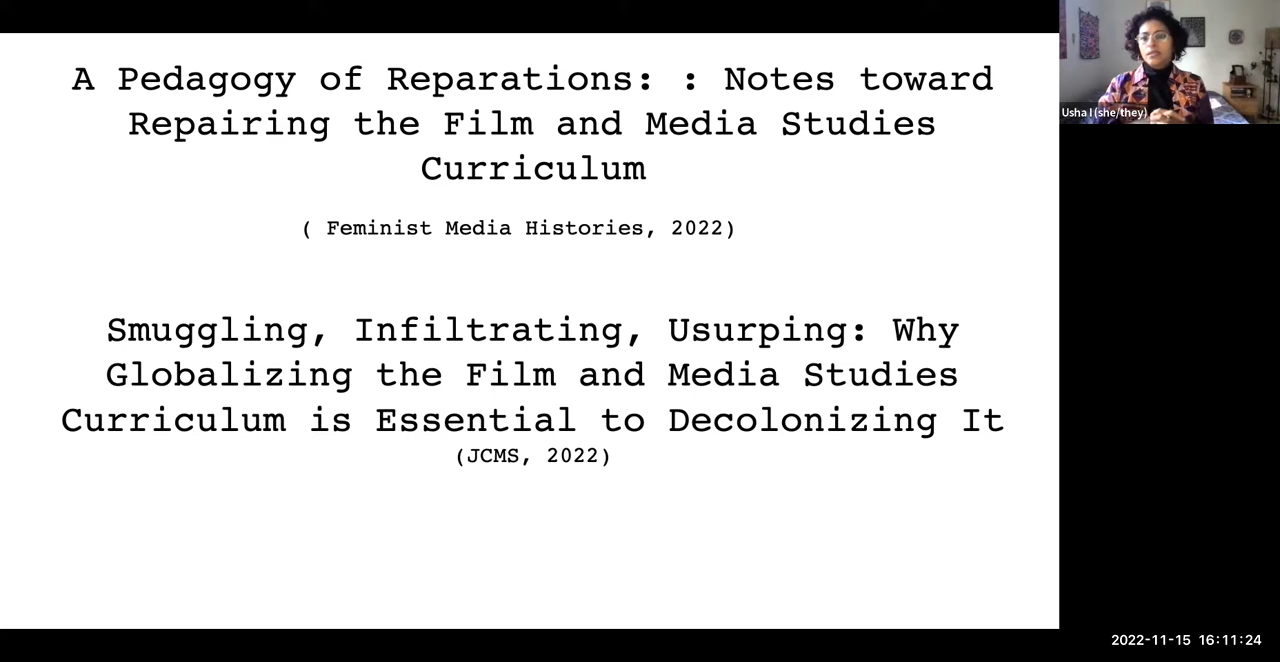 A Pedagogy of Reparations: : Notes toward
Repairing the Film and Media Studies
Curriculum
( Feminist Media Histories, 2022)
Smuggling, Infiltrating, Usurping: Why
Globalizing the Film and Media Studies
Curriculum is Essential to Decolonizing It
(JCMS, 2022)
Usha I (she/they)
2022-11-15 16:11:24